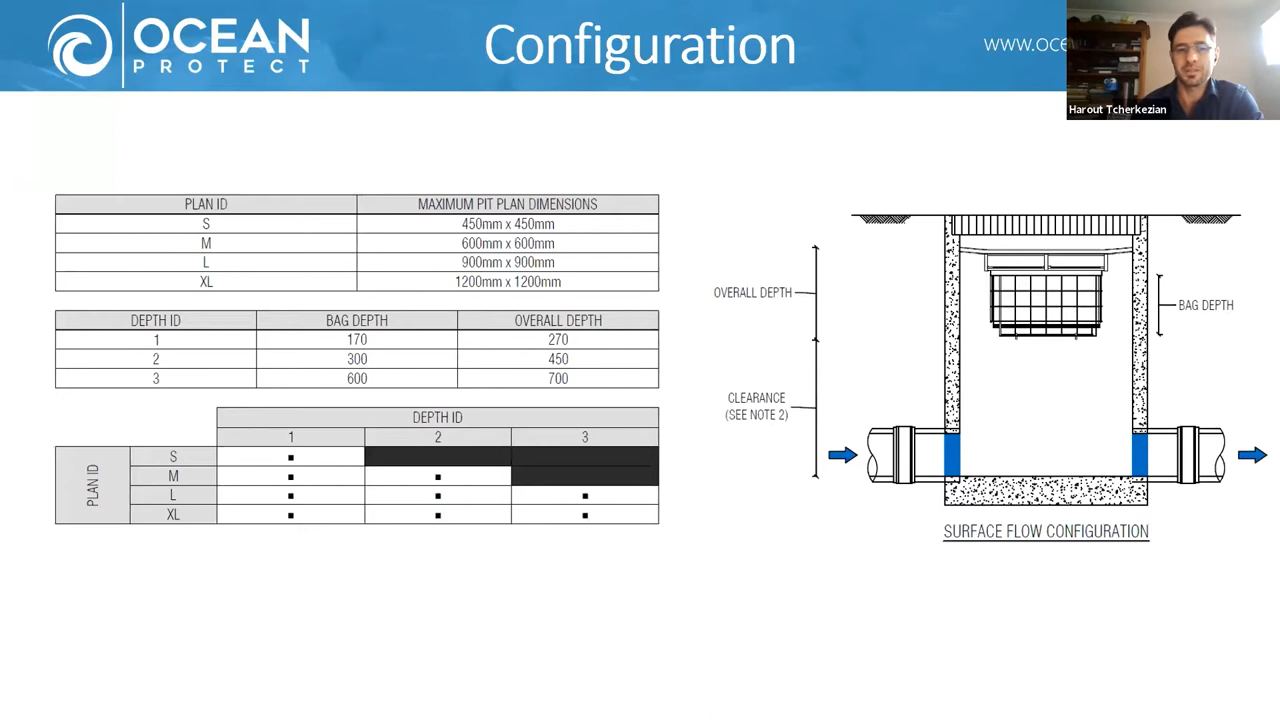 OCEAN
PROTECT
Configuration
www.oce
Harout Tcherkezian
PLAN ID MAXIMUM PIT PLAN DIMENSIONS
S 450mm x 450mm
M 600mm x 600mm
L 900mm x 900mm
XL 1200mm x 1200mm
DEPTH ID BAG DEPTH OVERALL DEPTH
1 170 270
2 300 450
3 600 700
DEPTH ID
1 2 3
PLAN ID
S ▪
M ▪ ▪
L ▪ ▪ ▪
XL ▪ ▪ ▪
OVERALL DEPTH
BAG DEPTH
CLEARANCE
(SEE NOTE 2)
SURFACE FLOW CONFIGURATION